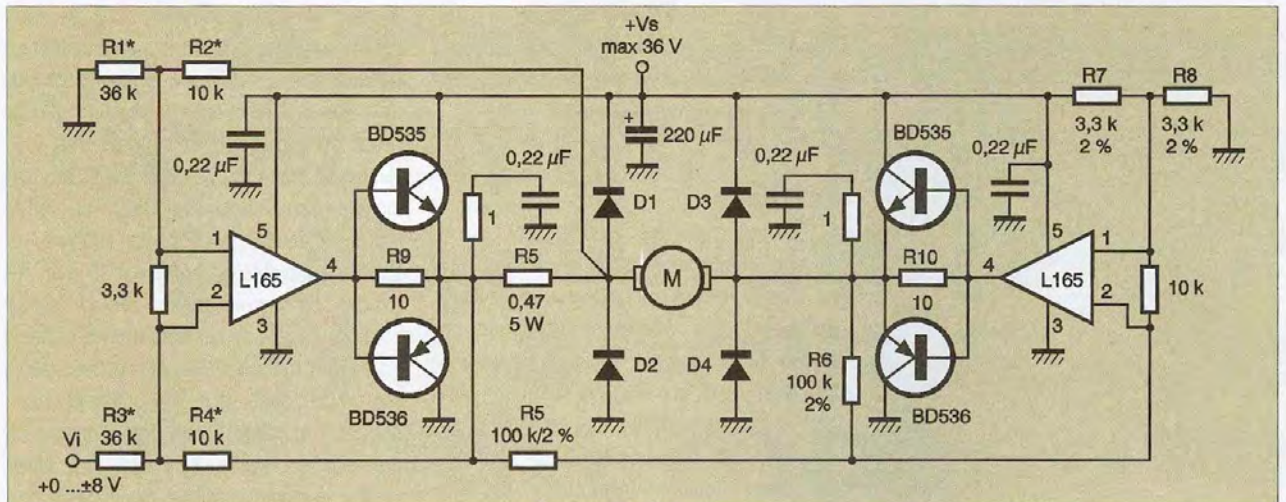 +Vs
max 36 V
R1*
36 k
R2*
10 k
R7
3,3 k
2 %
R8
3,3 k
2 %
0,22 µF
BD535
0,22 µF
+
220 µF
0,22 µF
BD535
0,22 µF
D1
D3
1
1
1
5
L165
4
2
3
3,3 k
R9
10
R5
0,47
5 W
M
R10
10
4
5
1
L165
2
3
10 k
D2
D4
R6
100 k
2%
BD536
BD536
R3*
36 k
R4*
10 k
R5
100 k/2 %
Vi
+0 ...±8 V